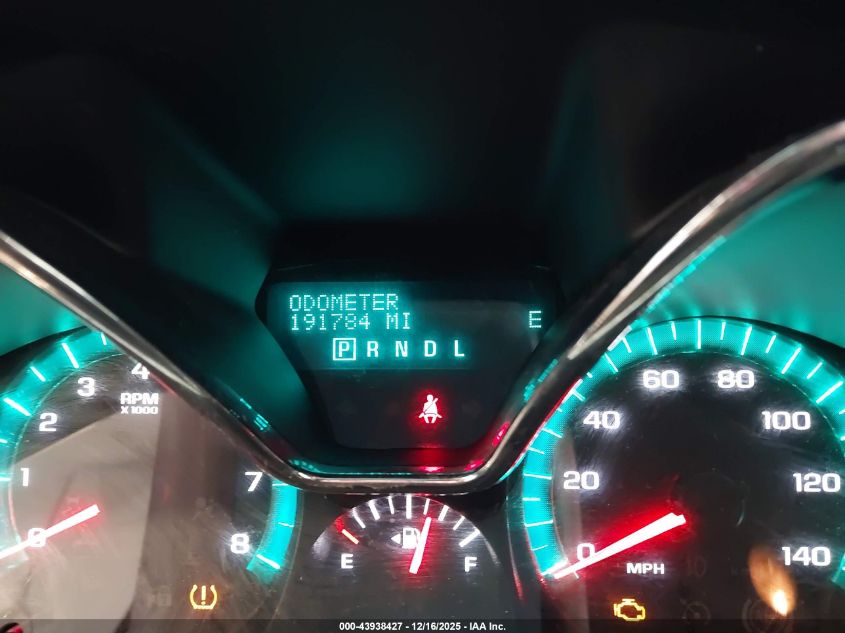 ODOMETER
191784 MI
E
P R N D L
0 1 2 3 4 7 8
RPM
X1000
E F
0 20 40 60 80 100 120 140
MPH
000-43938427 - 12/16/2025 - IAA Inc.